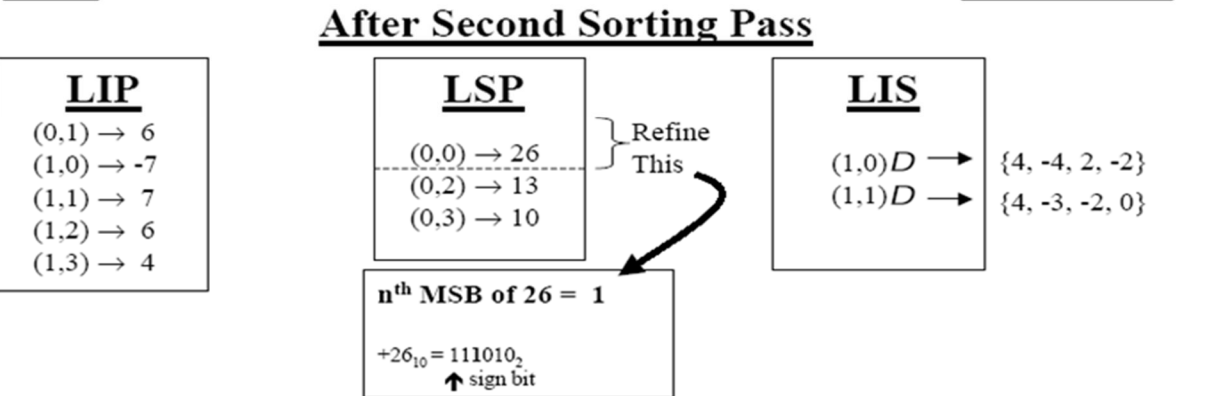 After Second Sorting Pass
LIP
(0,1) → 6
(1,0) → -7
(1,1) → 7
(1,2) → 6
(1,3) → 4
LSP
(0,0) → 26
(0,2) → 13
(0,3) → 10
Refine
This
LIS
(1,0)D → {4, -4, 2, -2}
(1,1)D → {4, -3, -2, 0}
nth MSB of 26 = 1
+26₁₀ = 111010₂
↑ sign bit